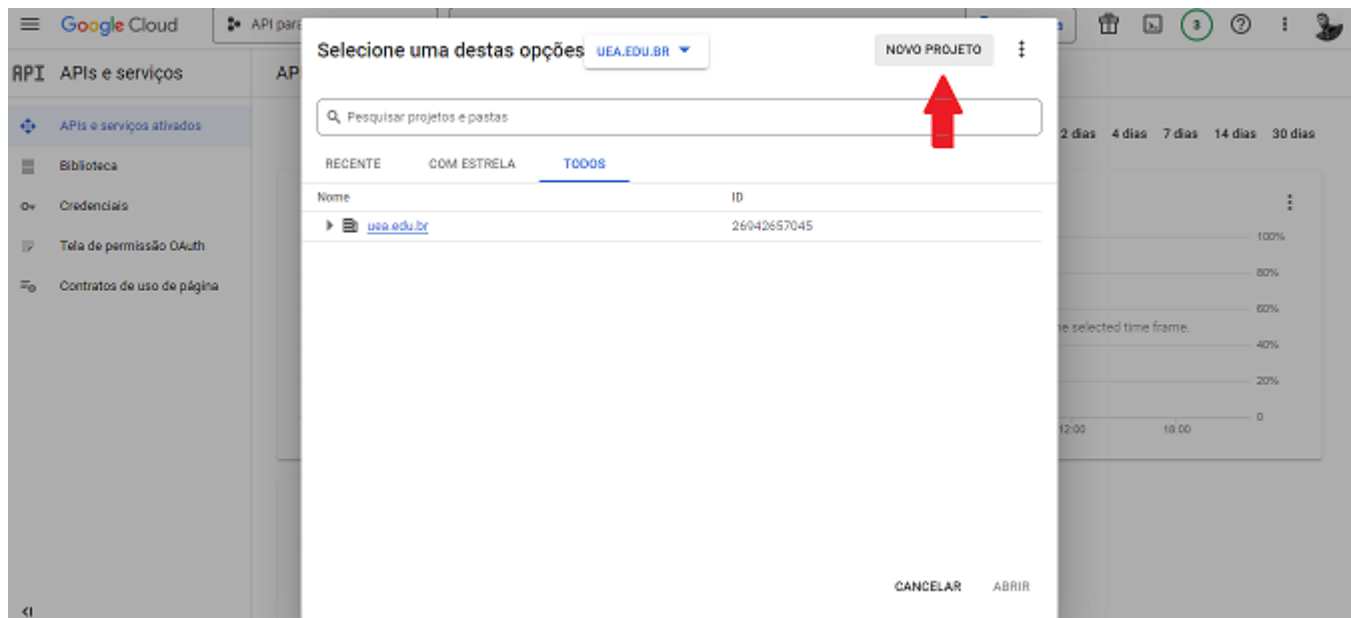 Google Cloud
API para
3
API APIs e serviços
AP
APIs e serviços ativados
Biblioteca
Credenciais
Tela de permissão OAuth
Contratos de uso de página
Selecione uma destas opções UEA.EDU.BR
NOVO PROJETO
Pesquisar projetos e pastas
RECENTE COM ESTRELA TODOS
Nome ID
uea.edu.br 26942657045
CANCELAR ABRIR
2 dias 4 dias 7 dias 14 dias 30 dias
100%
80%
60%
selected time frame.
40%
20%
0
12:00 18:00